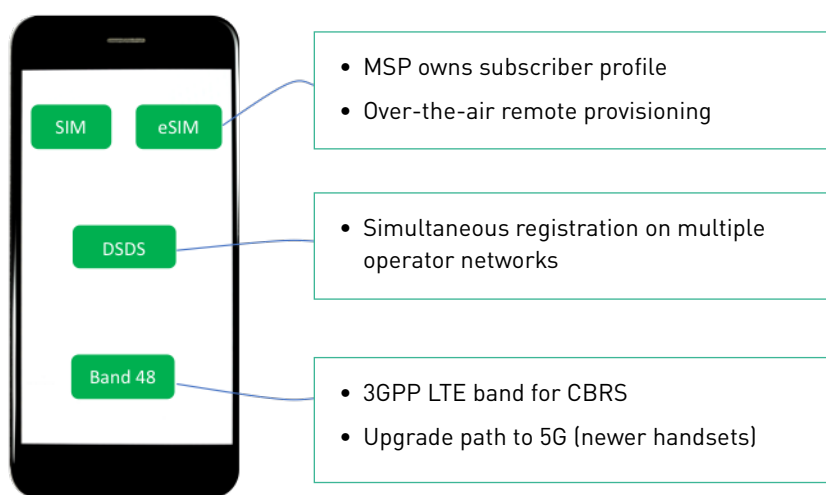 SIM
eSIM
• MSP owns subscriber profile
• Over-the-air remote provisioning
DSDS
• Simultaneous registration on multiple
operator networks
Band 48
• 3GPP LTE band for CBRS
• Upgrade path to 5G (newer handsets)